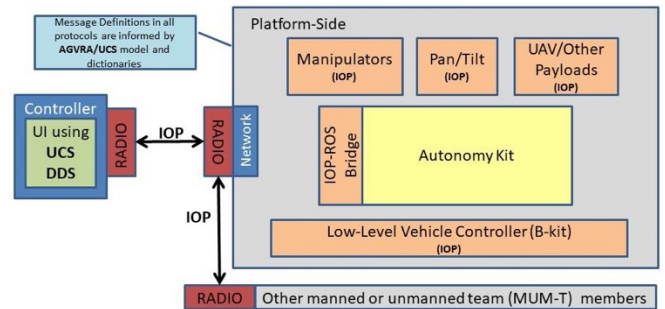 Message Definitions in all
protocols are informed by
AGVRA/UCS model and
dictionaries
Platform-Side
Manipulators
(IOP)
Pan/Tilt
(IOP)
UAV/Other
Payloads
(IOP)
Controller
UI using
UCS
DDS
RADIO
IOP
RADIO
Network
IOP-ROS
Bridge
Autonomy Kit
IOP
Low-Level Vehicle Controller (B-kit)
(IOP)
RADIO
Other manned or unmanned team (MUM-T) members